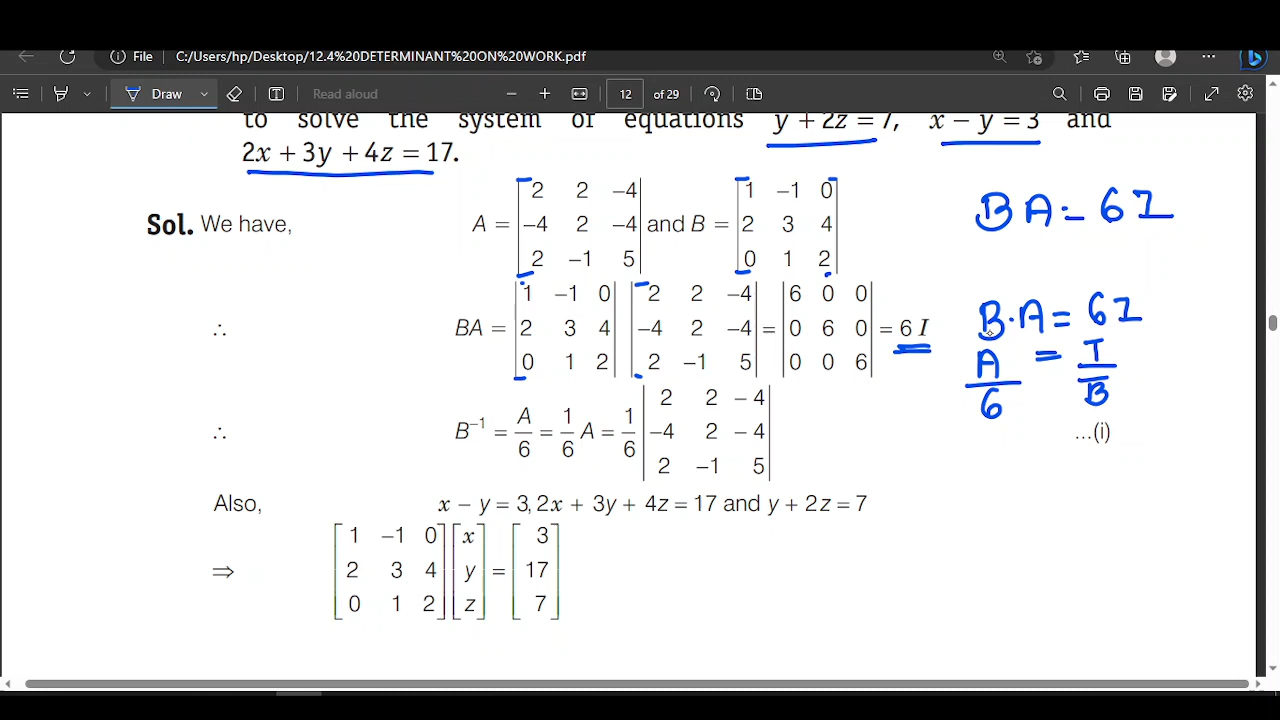 File C:/Users/hp/Desktop/12.4%20DETERMINANT%20ON%20WORK.pdf
Draw Read aloud 12 of 29
to solve the system of equations y + 2z = 7, x − y = 3 and
2x + 3y + 4z = 17.
Sol. We have, A = |2 2 −4| and B = |1 −1 0|
|−4 2 −4| |2 3 4|
|2 −1 5| |0 1 2|
BA = 6I
∴ BA = |1 −1 0| |2 2 −4| = |6 0 0| = 6 I
|2 3 4| |−4 2 −4| |0 6 0|
|0 1 2| |2 −1 5| |0 0 6|
B·A = 6I
A/6 = I/B
∴ B⁻¹ = A/6 = 1/6 A = 1/6 |2 2 − 4| ...(i)
|−4 2 − 4|
|2 −1 5|
Also, x − y = 3, 2x + 3y + 4z = 17 and y + 2z = 7
⇒ [1 −1 0] [x] = [3]
[2 3 4] [y] [17]
[0 1 2] [z] [7]